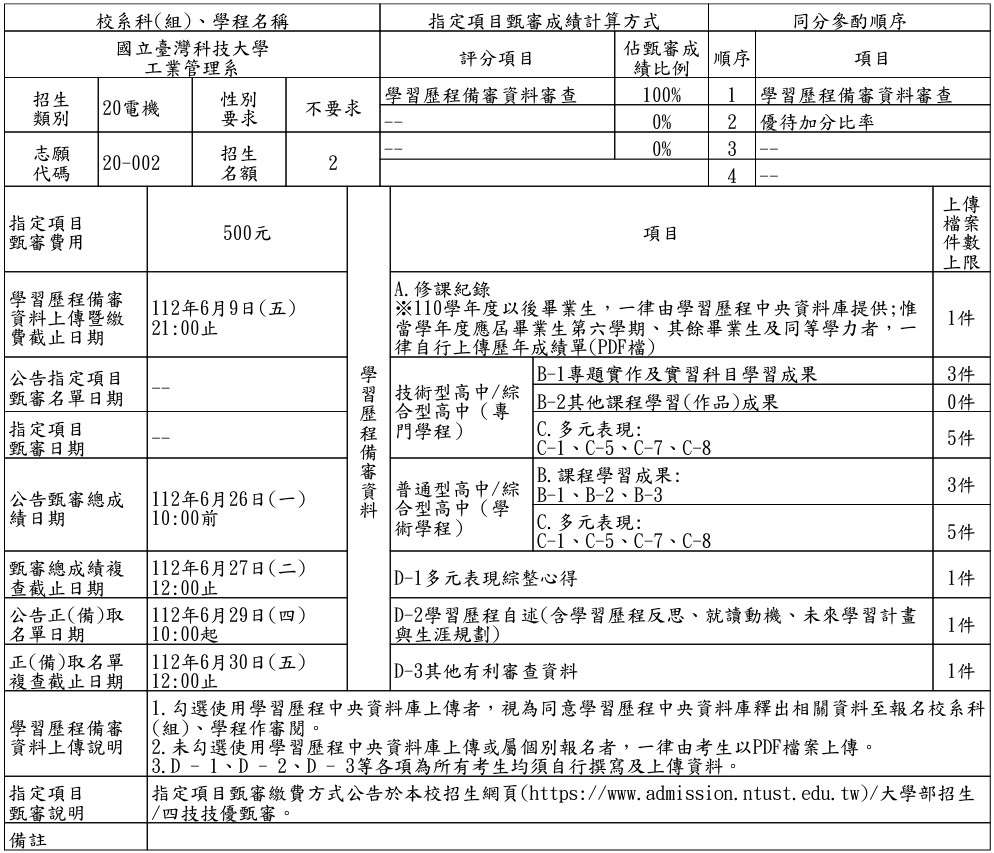 校系科(組)、學程名稱
指定項目甄審成績計算方式
同分參酌順序
國立臺灣科技大學
工業管理系
評分項目
佔甄審成
績比例
順序
項目
招生
類別
20電機
性別
要求
不要求
學習歷程備審資料審查
100%
1
學習歷程備審資料審查
--
0%
2
優待加分比率
志願
代碼
20-002
招生
名額
2
--
0%
3
--
4
--
指定項目
甄審費用
500元
學習歷程備審資料
項目
上傳
檔案
件數
上限
學習歷程備審
資料上傳暨繳
費截止日期
112年6月9日(五)
21:00止
A.修課紀錄
※110學年度以後畢業生，一律由學習歷程中央資料庫提供;惟
當學年度應屆畢業生第六學期、其餘畢業生及同等學力者，一
律自行上傳歷年成績單(PDF檔)
1件
公告指定項目
甄審名單日期
--
技術型高中/綜
合型高中（專
門學程）
B-1專題實作及實習科目學習成果
3件
B-2其他課程學習(作品)成果
0件
指定項目
甄審日期
--
C.多元表現:
C-1、C-5、C-7、C-8
5件
公告甄審總成
績日期
112年6月26日(一)
10:00前
普通型高中/綜
合型高中（學
術學程）
B.課程學習成果:
B-1、B-2、B-3
3件
C.多元表現:
C-1、C-5、C-7、C-8
5件
甄審總成績複
查截止日期
112年6月27日(二)
12:00止
D-1多元表現綜整心得
1件
公告正(備)取
名單日期
112年6月29日(四)
10:00起
D-2學習歷程自述(含學習歷程反思、就讀動機、未來學習計畫
與生涯規劃)
1件
正(備)取名單
複查截止日期
112年6月30日(五)
12:00止
D-3其他有利審查資料
1件
學習歷程備審
資料上傳說明
1.勾選使用學習歷程中央資料庫上傳者，視為同意學習歷程中央資料庫釋出相關資料至報名校系科
(組)、學程作審閱。
2.未勾選使用學習歷程中央資料庫上傳或屬個別報名者，一律由考生以PDF檔案上傳。
3.D - 1、D - 2、D - 3等各項為所有考生均須自行撰寫及上傳資料。
指定項目
甄審說明
指定項目甄審繳費方式公告於本校招生網頁(https://www.admission.ntust.edu.tw)/大學部招生
/四技技優甄審。
備註